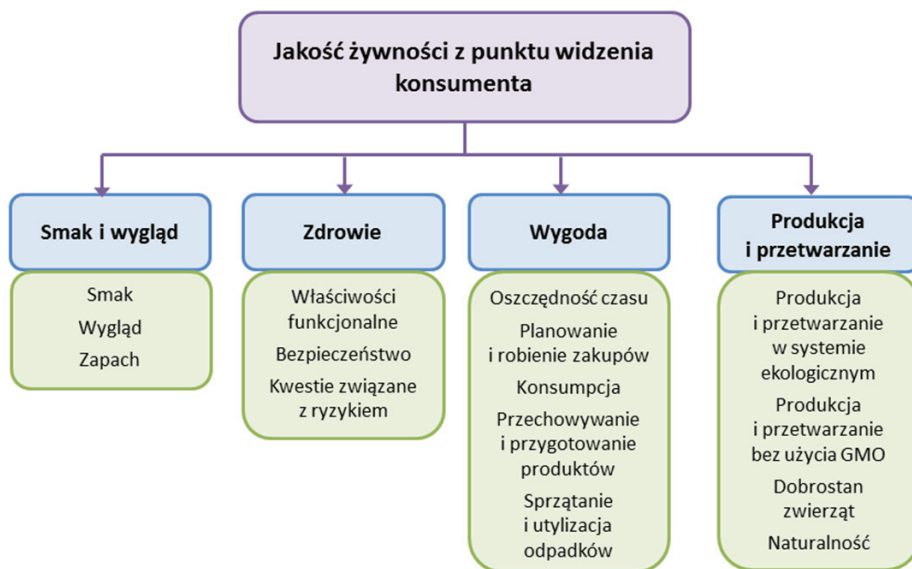 Jakość żywności z punktu widzenia
konsumenta
Smak i wygląd
Smak
Wygląd
Zapach
Zdrowie
Właściwości
funkcjonalne
Bezpieczeństwo
Kwestie związane
z ryzykiem
Wygoda
Oszczędność czasu
Planowanie
i robienie zakupów
Konsumpcja
Przechowywanie
i przygotowanie
produktów
Sprzątanie
i utylizacja
odpadków
Produkcja
i przetwarzanie
Produkcja
i przetwarzanie
w systemie
ekologicznym
Produkcja
i przetwarzanie
bez użycia GMO
Dobrostan
zwierząt
Naturalność